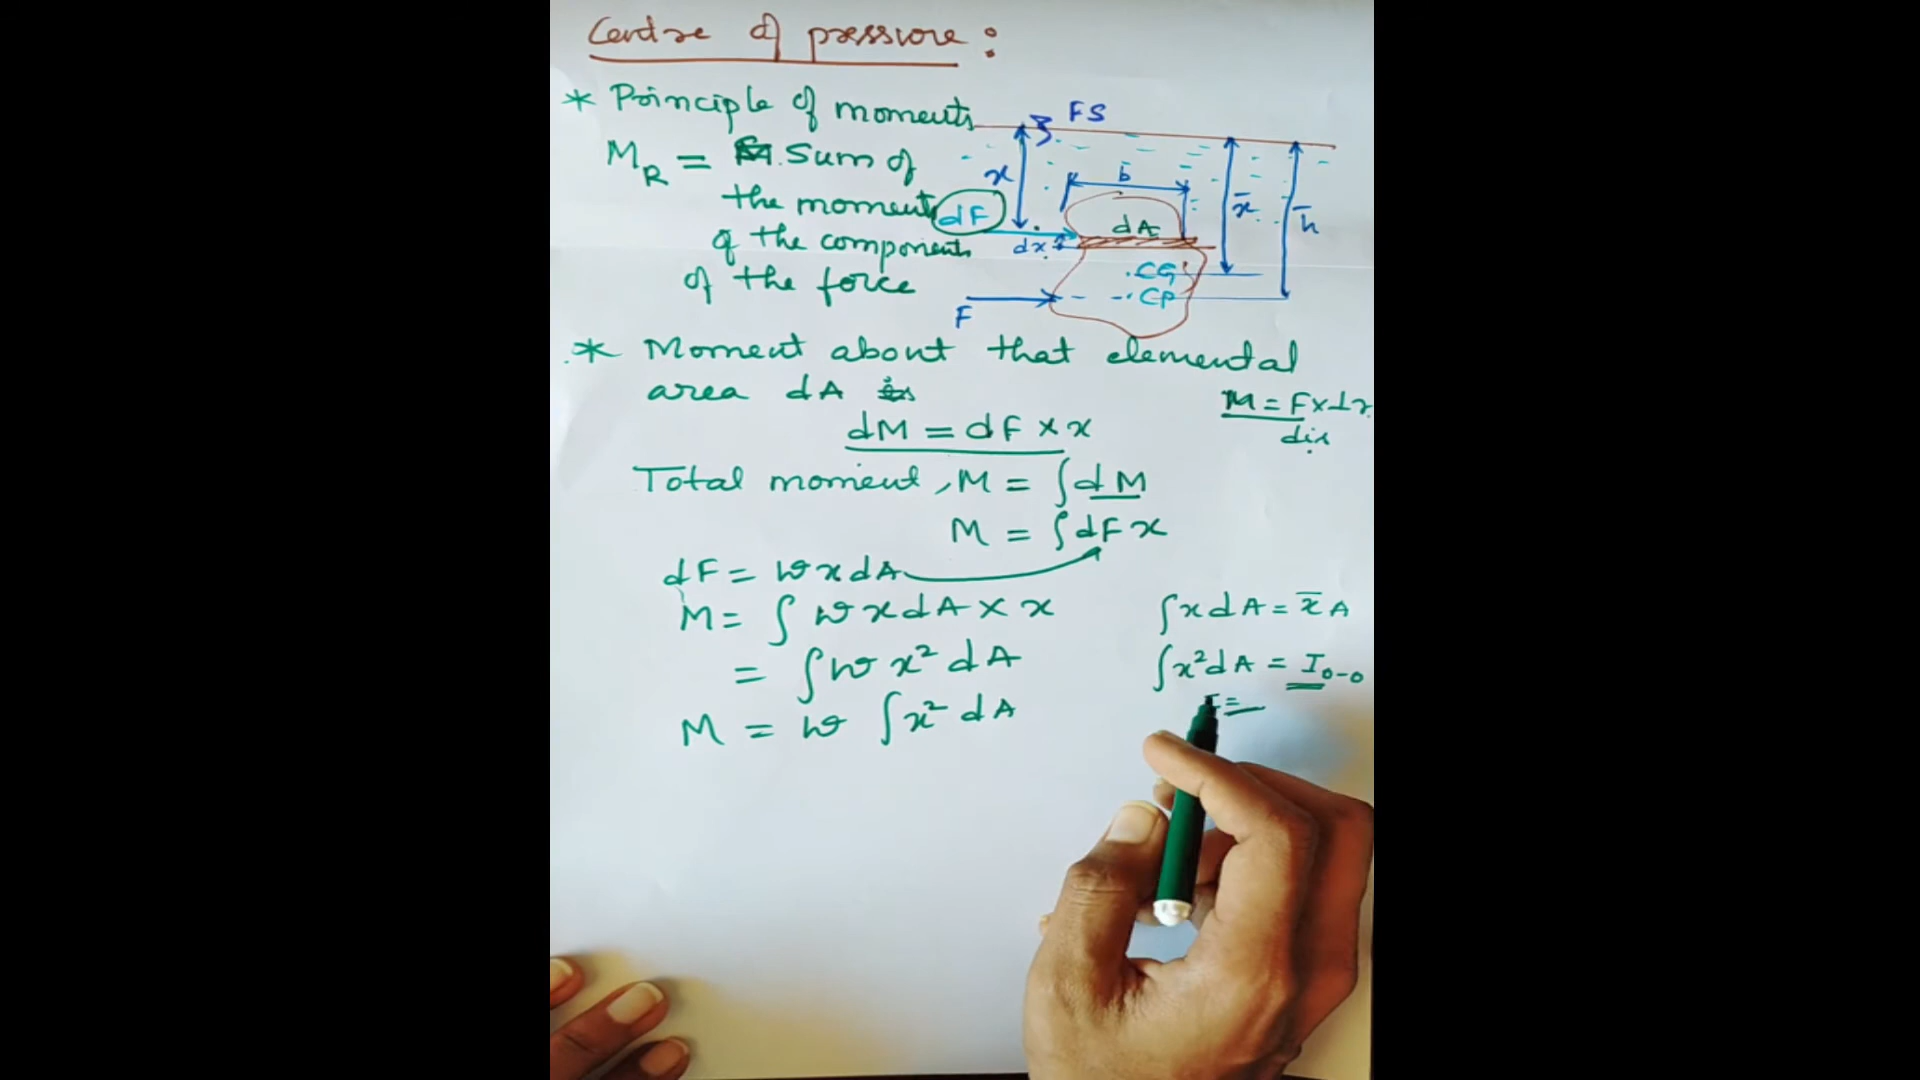 Centre of pressure :
* Principle of moments
M_R = Sum of
the moments
of the components
of the force
FS
x
b
x̄
h̄
dF
dA
dx
CG
CP
F
* Moment about that elemental
area dA is
M = F×⊥r
dis
dM = dF × x
Total moment, M = ∫dM
M = ∫dF x
dF = w x dA
M = ∫ w x dA × x
∫x dA = x̄ A
= ∫ w x² dA
∫x² dA = I₀₋₀
M = w ∫x² dA
I =